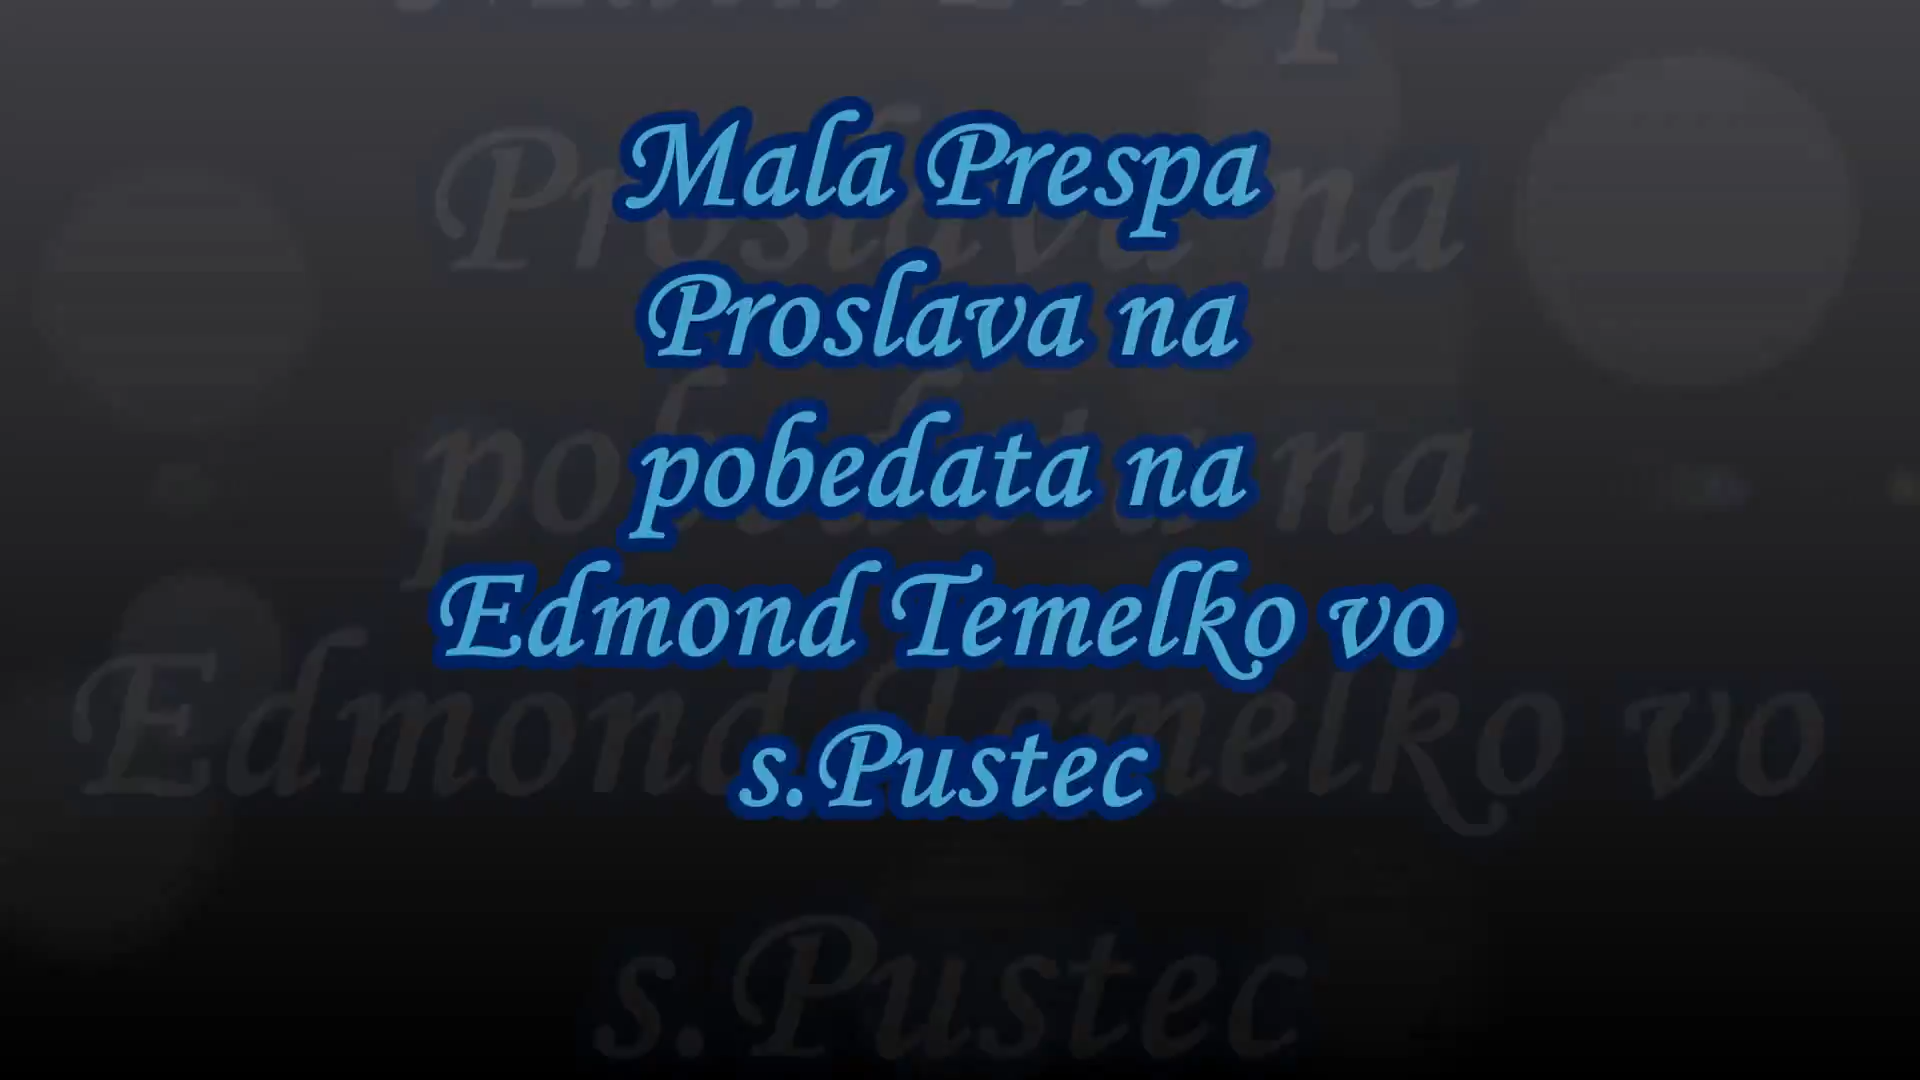 Mala Prespa
Proslava na
pobedata na
Edmond Temelko vo
s.Pustec